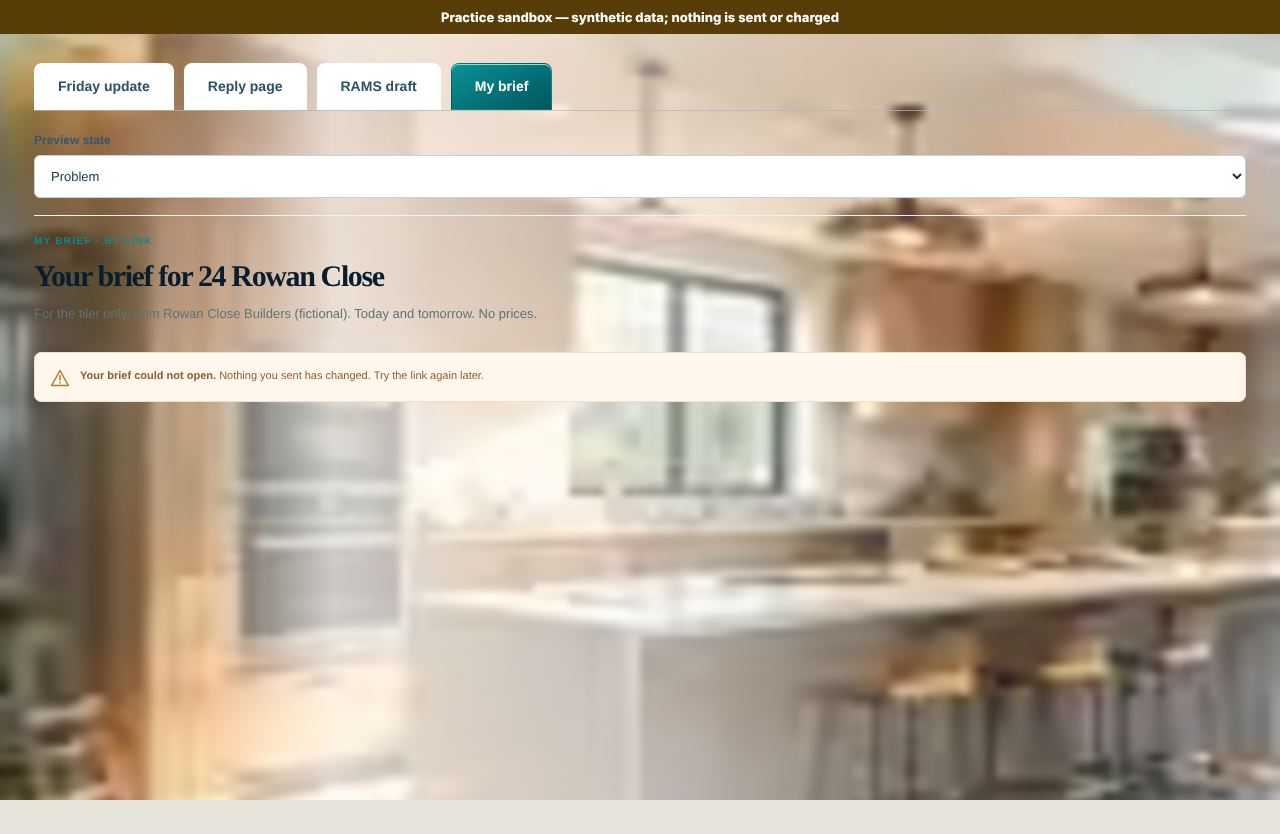 Practice sandbox — synthetic data; nothing is sent or charged
Friday update
Reply page
RAMS draft
My brief
Preview state
Problem
MY BRIEF · BY LINK
Your brief for 24 Rowan Close
For the tiler only, from Rowan Close Builders (fictional). Today and tomorrow. No prices.
Your brief could not open. Nothing you sent has changed. Try the link again later.